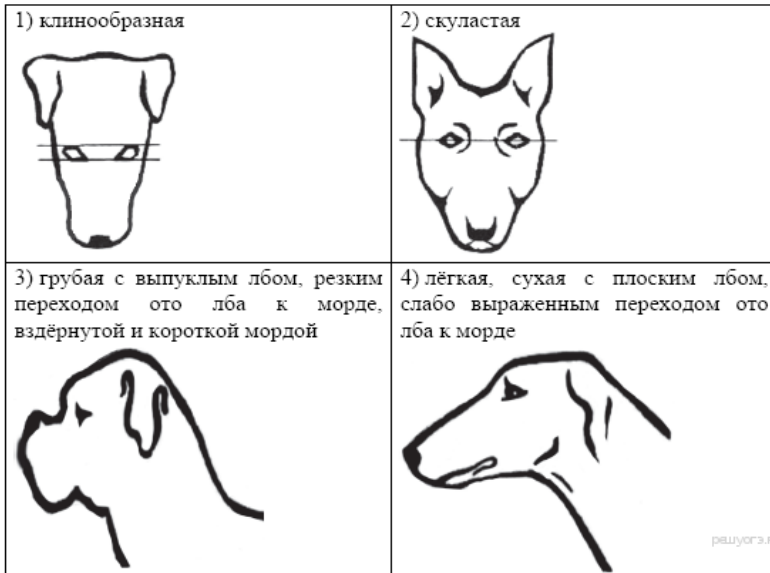 1) клинообразная
2) скуластая
3) грубая с выпуклым лбом, резким
переходом ото лба к морде,
вздёрнутой и короткой мордой
4) лёгкая, сухая с плоским лбом,
слабо выраженным переходом ото
лба к морде